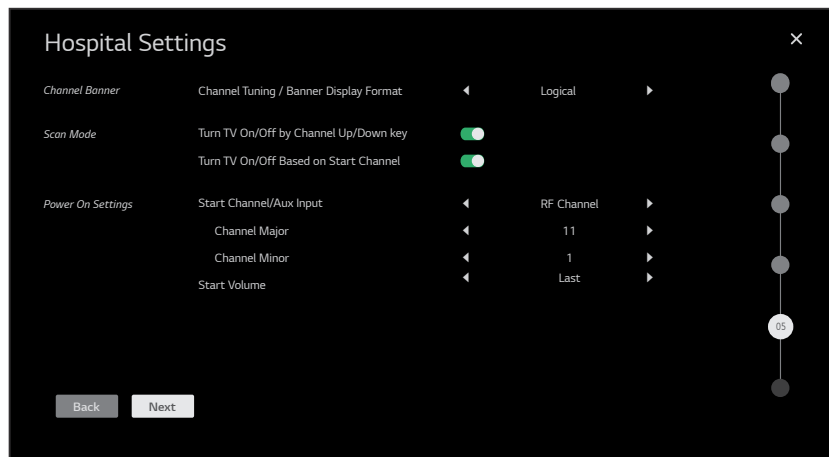 Hospital Settings
Channel Banner Channel Tuning / Banner Display Format Logical
Scan Mode Turn TV On/Off by Channel Up/Down key
Turn TV On/Off Based on Start Channel
Power On Settings Start Channel/Aux Input RF Channel
Channel Major 11
Channel Minor 1
Start Volume Last
05
Back Next